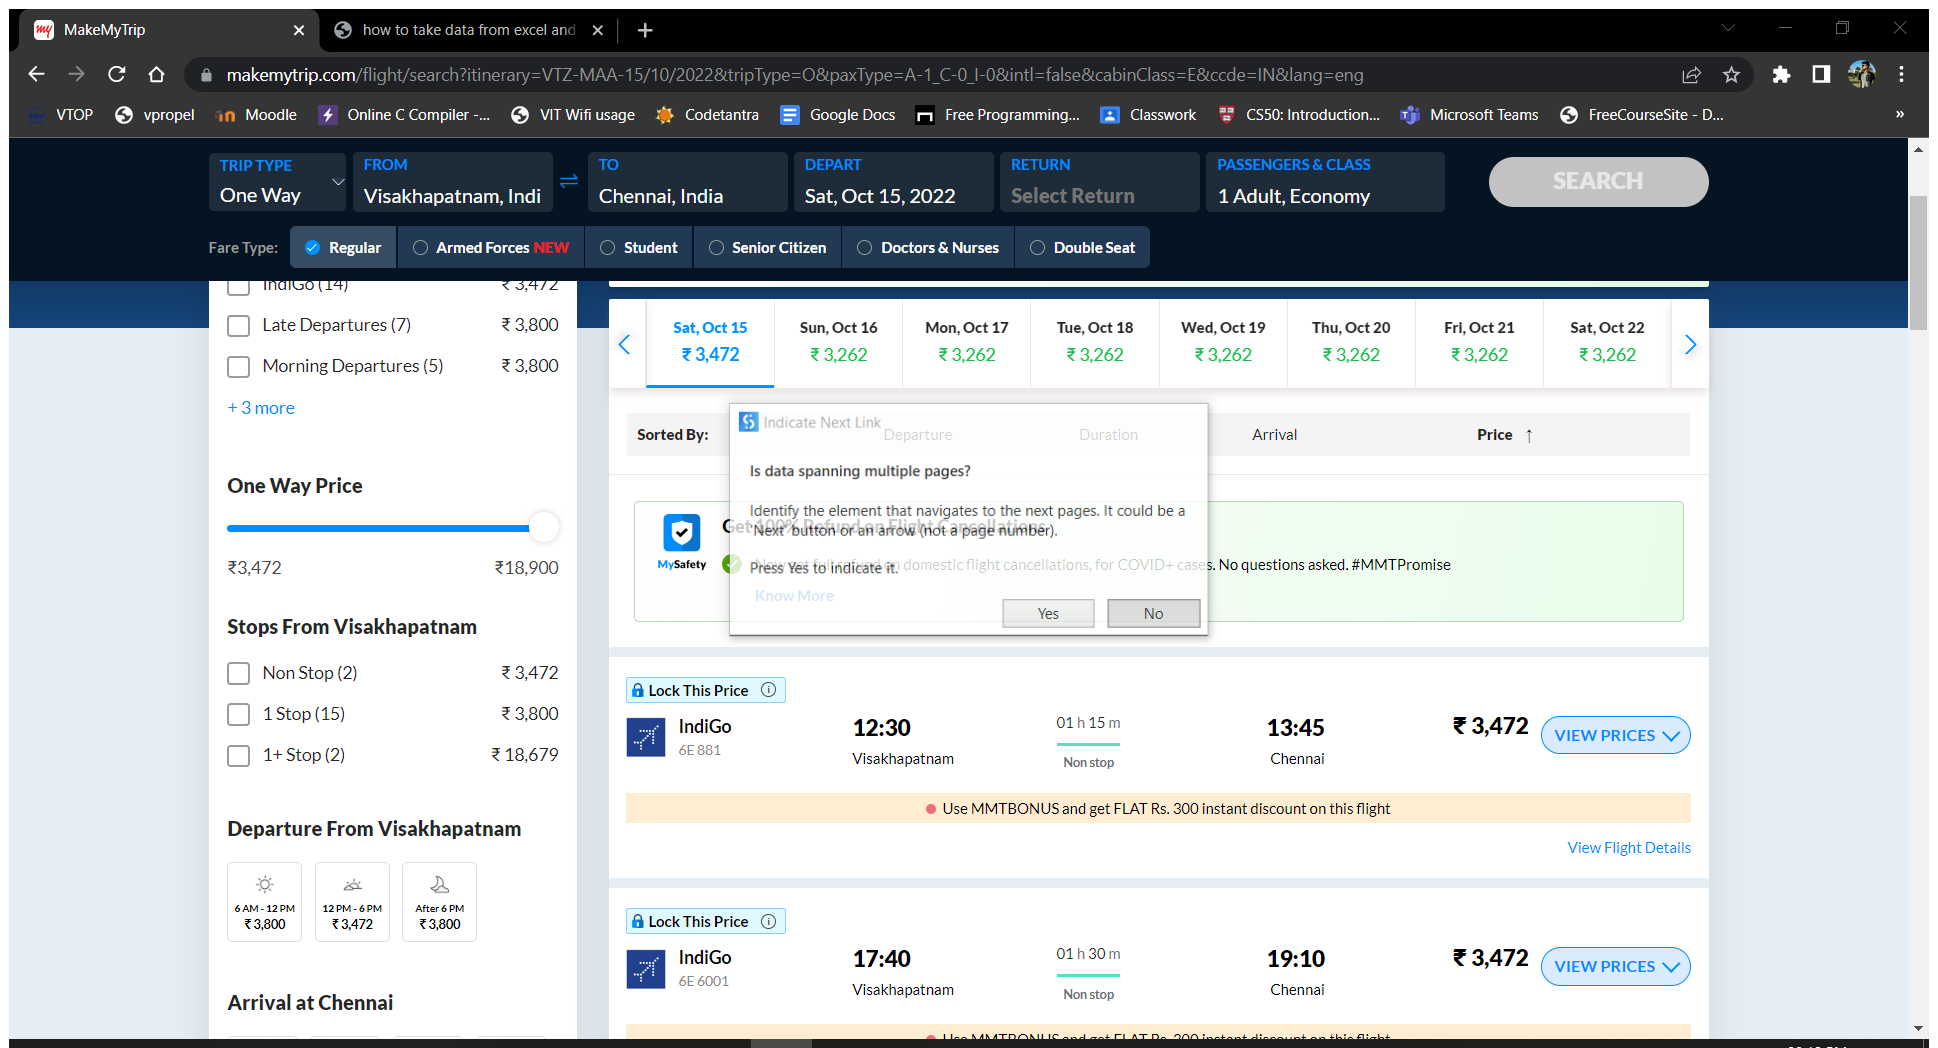 my MakeMyTrip
how to take data from excel and
makemytrip.com/flight/search?itinerary=VTZ-MAA-15/10/2022&tripType=O&paxType=A-1_C-0_I-0&intl=false&cabinClass=E&ccde=IN&lang=eng
VTOP vpropel Moodle Online C Compiler -... VIT Wifi usage Codetantra Google Docs Free Programming... Classwork CS50: Introduction... Microsoft Teams FreeCourseSite - D... »
TRIP TYPE FROM TO DEPART RETURN PASSENGERS & CLASS
One Way Visakhapatnam, Indi Chennai, India Sat, Oct 15, 2022 Select Return 1 Adult, Economy SEARCH
Fare Type: Regular Armed Forces NEW Student Senior Citizen Doctors & Nurses Double Seat
IndiGo (14) ₹ 3,472
Late Departures (7) ₹ 3,800
Morning Departures (5) ₹ 3,800
+ 3 more
One Way Price
₹3,472 ₹18,900
Stops From Visakhapatnam
Non Stop (2) ₹ 3,472
1 Stop (15) ₹ 3,800
1+ Stop (2) ₹ 18,679
Departure From Visakhapatnam
6 AM - 12 PM 12 PM - 6 PM After 6 PM
₹ 3,800 ₹ 3,472 ₹ 3,800
Arrival at Chennai
Sat, Oct 15 Sun, Oct 16 Mon, Oct 17 Tue, Oct 18 Wed, Oct 19 Thu, Oct 20 Fri, Oct 21 Sat, Oct 22
₹ 3,472 ₹ 3,262 ₹ 3,262 ₹ 3,262 ₹ 3,262 ₹ 3,262 ₹ 3,262 ₹ 3,262
Sorted By: Departure Duration Arrival Price ↑
Indicate Next Link
Is data spanning multiple pages?
Identify the element that navigates to the next pages. It could be a
'Next' button or an arrow (not a page number).
Press Yes to indicate it.
Yes No
MySafety
Get 100% Refund on Flight Cancellations
Now get full refund on domestic flight cancellations, for COVID+ cases. No questions asked. #MMTPromise
Know More
Lock This Price
IndiGo 12:30 01 h 15 m 13:45 ₹ 3,472 VIEW PRICES
6E 881 Visakhapatnam Non stop Chennai
Use MMTBONUS and get FLAT Rs. 300 instant discount on this flight
View Flight Details
Lock This Price
IndiGo 17:40 01 h 30 m 19:10 ₹ 3,472 VIEW PRICES
6E 6001 Visakhapatnam Non stop Chennai
Use MMTBONUS and get FLAT Rs. 300 instant discount on this flight